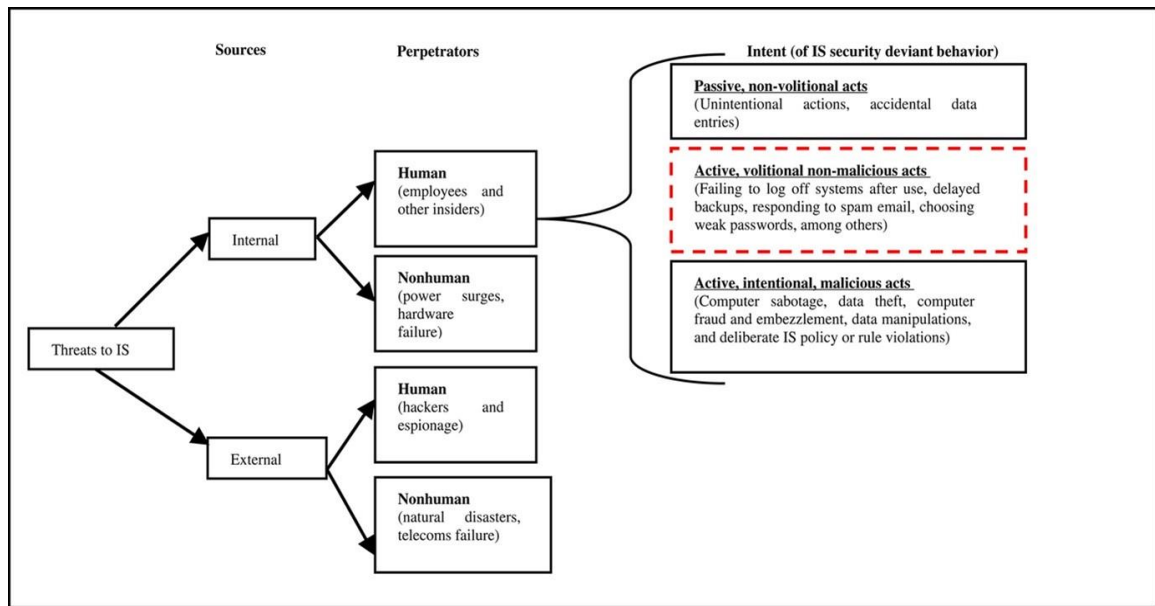 Sources
Perpetrators
Intent (of IS security deviant behavior)
Threats to IS
Internal
External
Human
(employees and
other insiders)
Nonhuman
(power surges,
hardware
failure)
Human
(hackers and
espionage)
Nonhuman
(natural disasters,
telecoms failure)
Passive, non-volitional acts
(Unintentional actions, accidental data
entries)
Active, volitional non-malicious acts
(Failing to log off systems after use, delayed
backups, responding to spam email, choosing
weak passwords, among others)
Active, intentional, malicious acts
(Computer sabotage, data theft, computer
fraud and embezzlement, data manipulations,
and deliberate IS policy or rule violations)